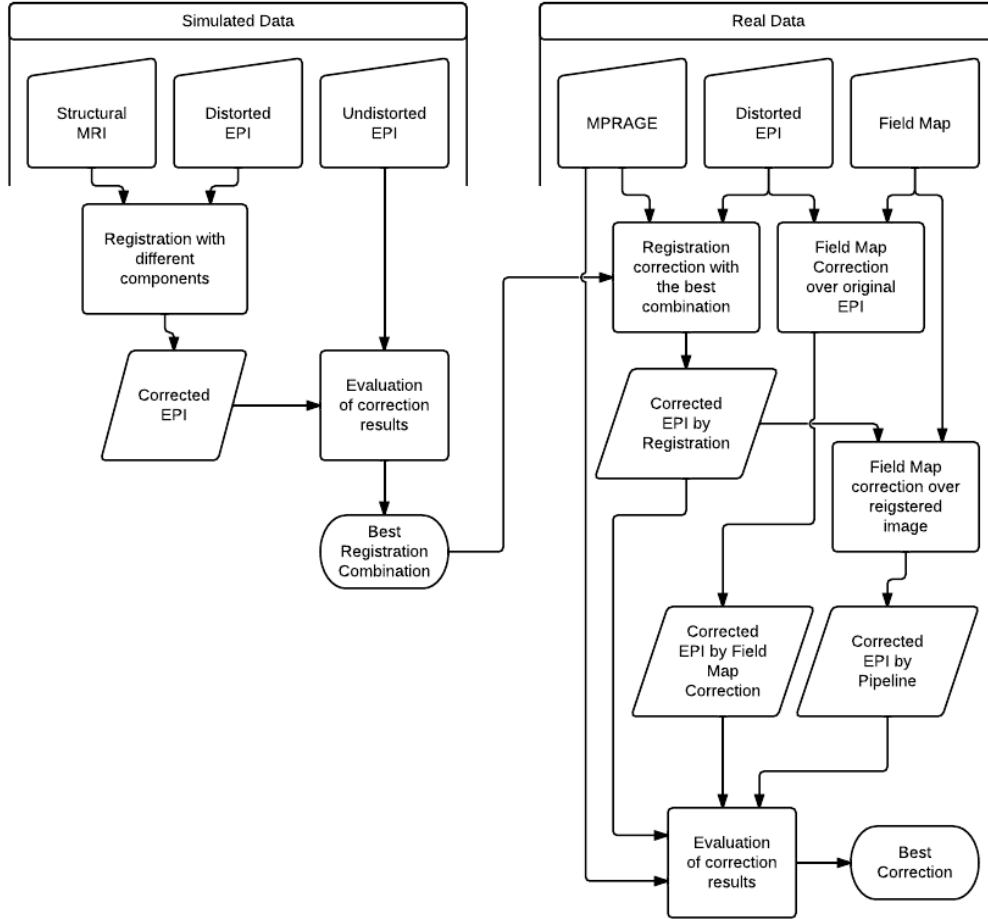 Simulated Data
Structural
MRI
Distorted
EPI
Undistorted
EPI
Registration with
different
components
Corrected
EPI
Evaluation
of correction
results
Best
Registration
Combination
Real Data
MPRAGE
Distorted
EPI
Field Map
Registration
correction with
the best
combination
Field Map
Correction
over original
EPI
Corrected
EPI by
Registration
Field Map
correction over
reigstered
image
Corrected
EPI by Field
Map
Correction
Corrected
EPI by
Pipeline
Evaluation
of correction
results
Best
Correction